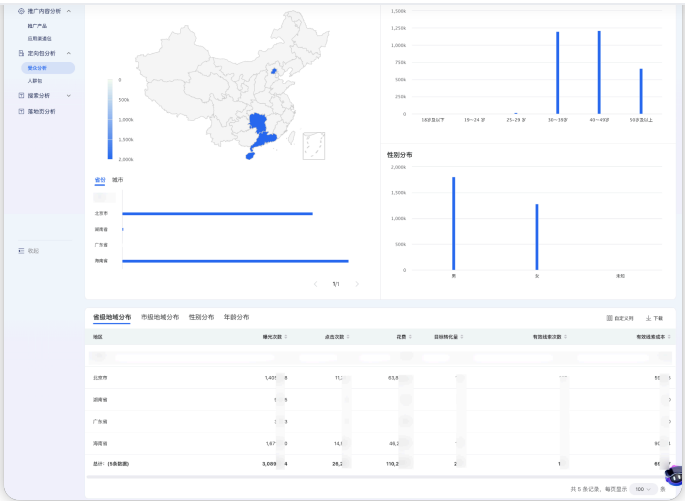 推广内容分析
推广产品
应用渠道包
定向包分析
受众分析
人群包
搜索分析
落地页分析
收起
0
500k
1,000k
1,500k
2,000k
省份 城市
北京市
湖南省
广东省
海南省
1/1
1,500k
1,250k
1,000k
750k
500k
250k
0
18岁及以下 19~24 岁 25~29 岁 30~39岁 40~49岁 50岁及以上
性别分布
2,000k
1,500k
1,000k
500k
0
男 女 未知
省级地域分布 市级地域分布 性别分布 年龄分布
自定义列 下载
地区 曝光次数 点击次数 花费 目标转化量 有效线索次数 有效线索成本
北京市
湖南省
广东省
海南省
总计：(5条数据)
共 5 条记录，每页显示 100 条